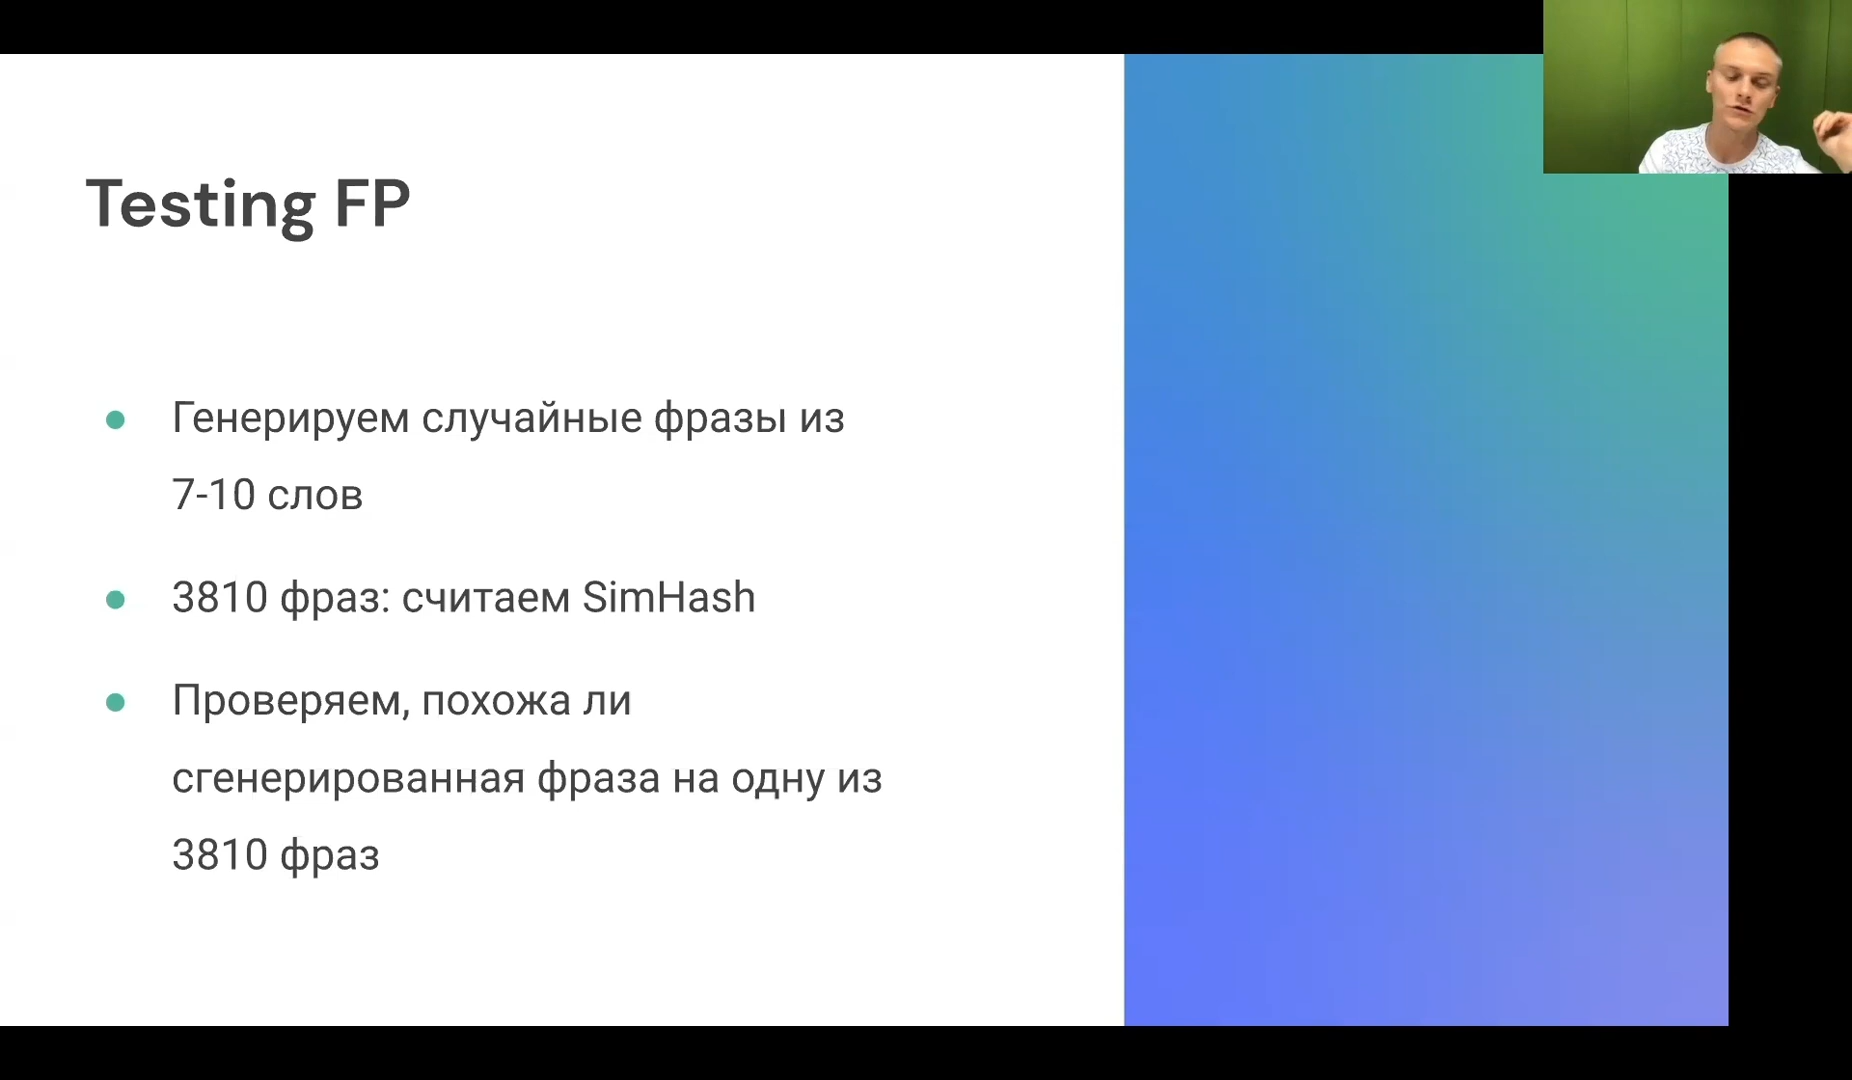 Testing FP
Генерируем случайные фразы из
7-10 слов
3810 фраз: считаем SimHash
Проверяем, похожа ли
сгенерированная фраза на одну из
3810 фраз